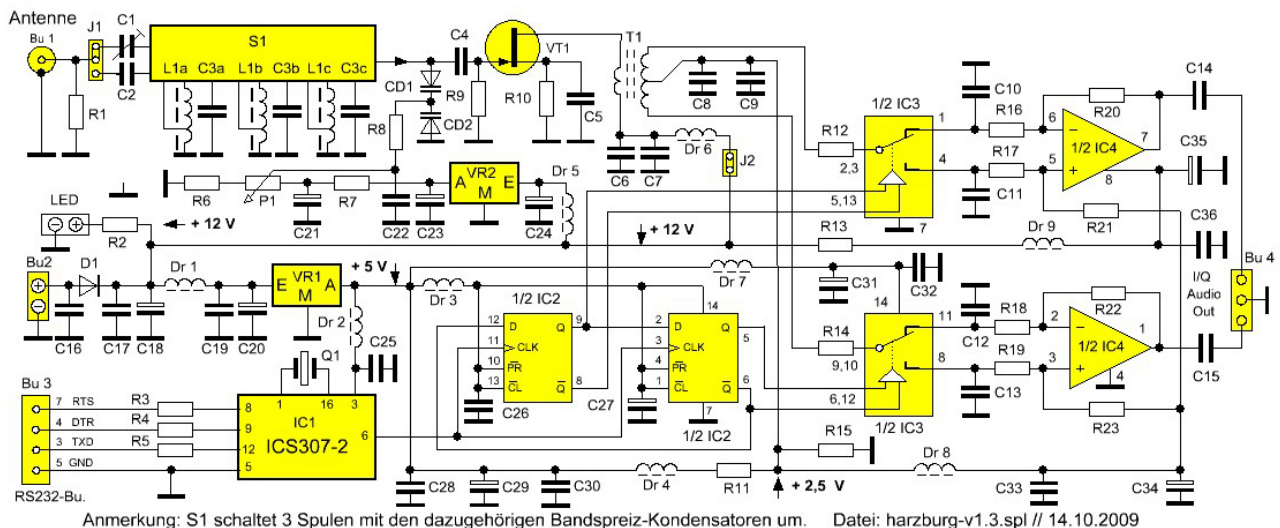 Antenne
Bu 1
J1
C1
C2
R1
S1
L1a
C3a
L1b
C3b
L1c
C3c
CD1
CD2
C4
R9
VT1
R10
C5
R8
T1
C8
C9
C6
C7
Dr 6
J2
1/2 IC3
R12
2,3
5,13
1
4
7
C10
R16
R17
C11
R20
6
5
7
8
1/2 IC4
R21
C14
C35
C36
LED
R2
+ 12 V
R6
P1
C21
R7
C22
C23
A
VR2
M
E
C24
Dr 5
+ 12 V
R13
Dr 9
Bu2
D1
C16
C17
C18
Dr 1
C19
C20
E
VR1
M
A
+ 5 V
Dr 2
Dr 3
Dr 7
C31
C32
C25
Q1
1/2 IC2
12
D
Q
9
11
CLK
10
PR
13
CL
Q
8
C26
C27
14
2
D
Q
5
3
CLK
4
PR
1
CL
Q
6
7
1/2 IC2
14
R14
9,10
6,12
11
8
1/2 IC3
C12
R18
R19
C13
R22
2
3
1
4
1/2 IC4
R23
C15
Bu 4
I/Q
Audio
Out
Bu 3
7 RTS
4 DTR
3 TXD
5 GND
RS232-Bu.
R3
R4
R5
8
9
12
5
1
16
3
6
IC1
ICS307-2
C28
C29
C30
Dr 4
R11
R15
+ 2,5 V
Dr 8
C33
C34
Anmerkung: S1 schaltet 3 Spulen mit den dazugehörigen Bandspreiz-Kondensatoren um. Datei: harzburg-v1.3.spl // 14.10.2009